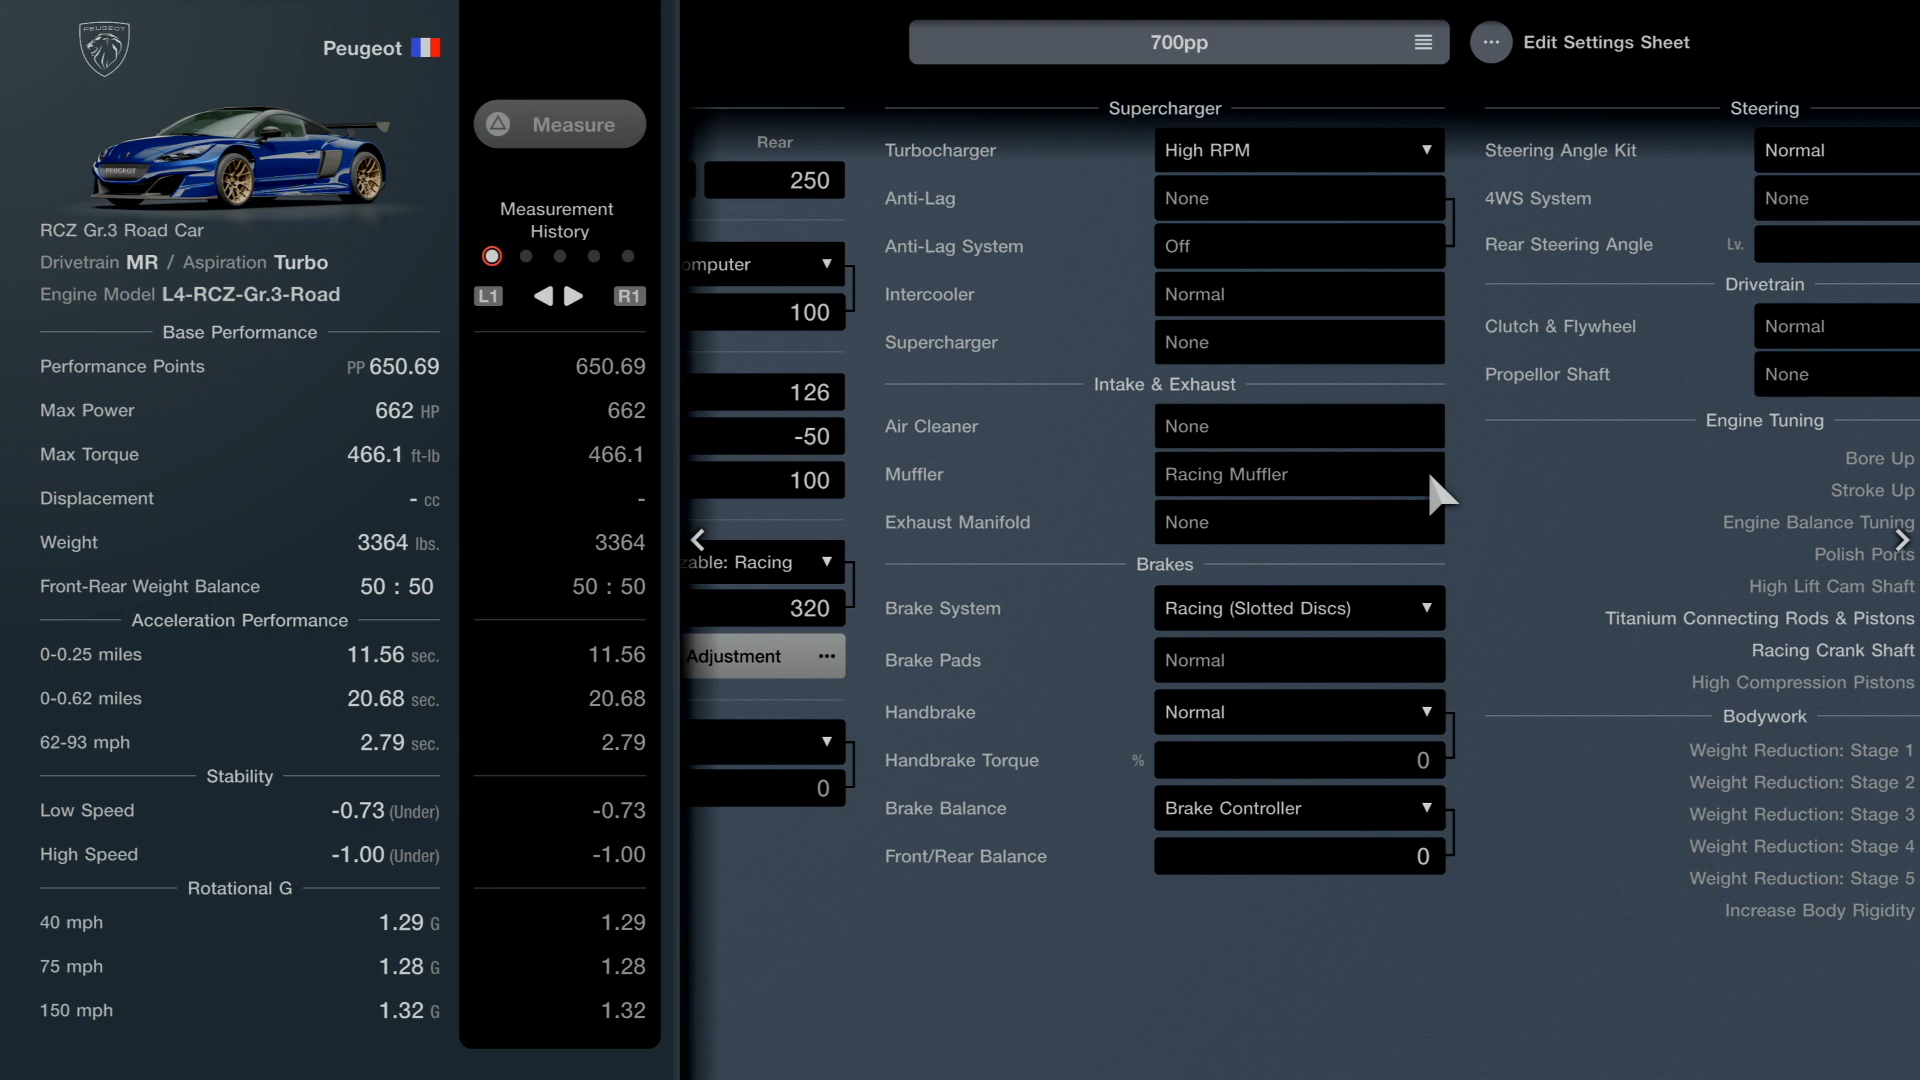 PEUGEOT
Peugeot
700pp
Edit Settings Sheet
PEUGEOT
RCZ Gr.3 Road Car
Drivetrain MR / Aspiration Turbo
Engine Model L4-RCZ-Gr.3-Road
Base Performance
Performance Points PP 650.69
Max Power 662 HP
Max Torque 466.1 ft-lb
Displacement - cc
Weight 3364 lbs.
Front-Rear Weight Balance 50 : 50
Acceleration Performance
0-0.25 miles 11.56 sec.
0-0.62 miles 20.68 sec.
62-93 mph 2.79 sec.
Stability
Low Speed -0.73 (Under)
High Speed -1.00 (Under)
Rotational G
40 mph 1.29 G
75 mph 1.28 G
150 mph 1.32 G
Measure
Measurement
History
L1 R1
650.69
662
466.1
-
3364
50 : 50
11.56
20.68
2.79
-0.73
-1.00
1.29
1.28
1.32
Rear
250
omputer
100
126
-50
100
zable: Racing
320
Adjustment
0
Supercharger
Turbocharger High RPM
Anti-Lag None
Anti-Lag System Off
Intercooler Normal
Supercharger None
Intake & Exhaust
Air Cleaner None
Muffler Racing Muffler
Exhaust Manifold None
Brakes
Brake System Racing (Slotted Discs)
Brake Pads Normal
Handbrake Normal
Handbrake Torque % 0
Brake Balance Brake Controller
Front/Rear Balance 0
Steering
Steering Angle Kit Normal
4WS System None
Rear Steering Angle Lv.
Drivetrain
Clutch & Flywheel Normal
Propellor Shaft None
Engine Tuning
Bore Up
Stroke Up
Engine Balance Tuning
Polish Ports
High Lift Cam Shaft
Titanium Connecting Rods & Pistons
Racing Crank Shaft
High Compression Pistons
Bodywork
Weight Reduction: Stage 1
Weight Reduction: Stage 2
Weight Reduction: Stage 3
Weight Reduction: Stage 4
Weight Reduction: Stage 5
Increase Body Rigidity